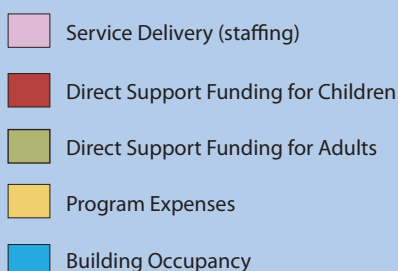 Service Delivery (staffing)
Direct Support Funding for Children
Direct Support Funding for Adults
Program Expenses
Building Occupancy